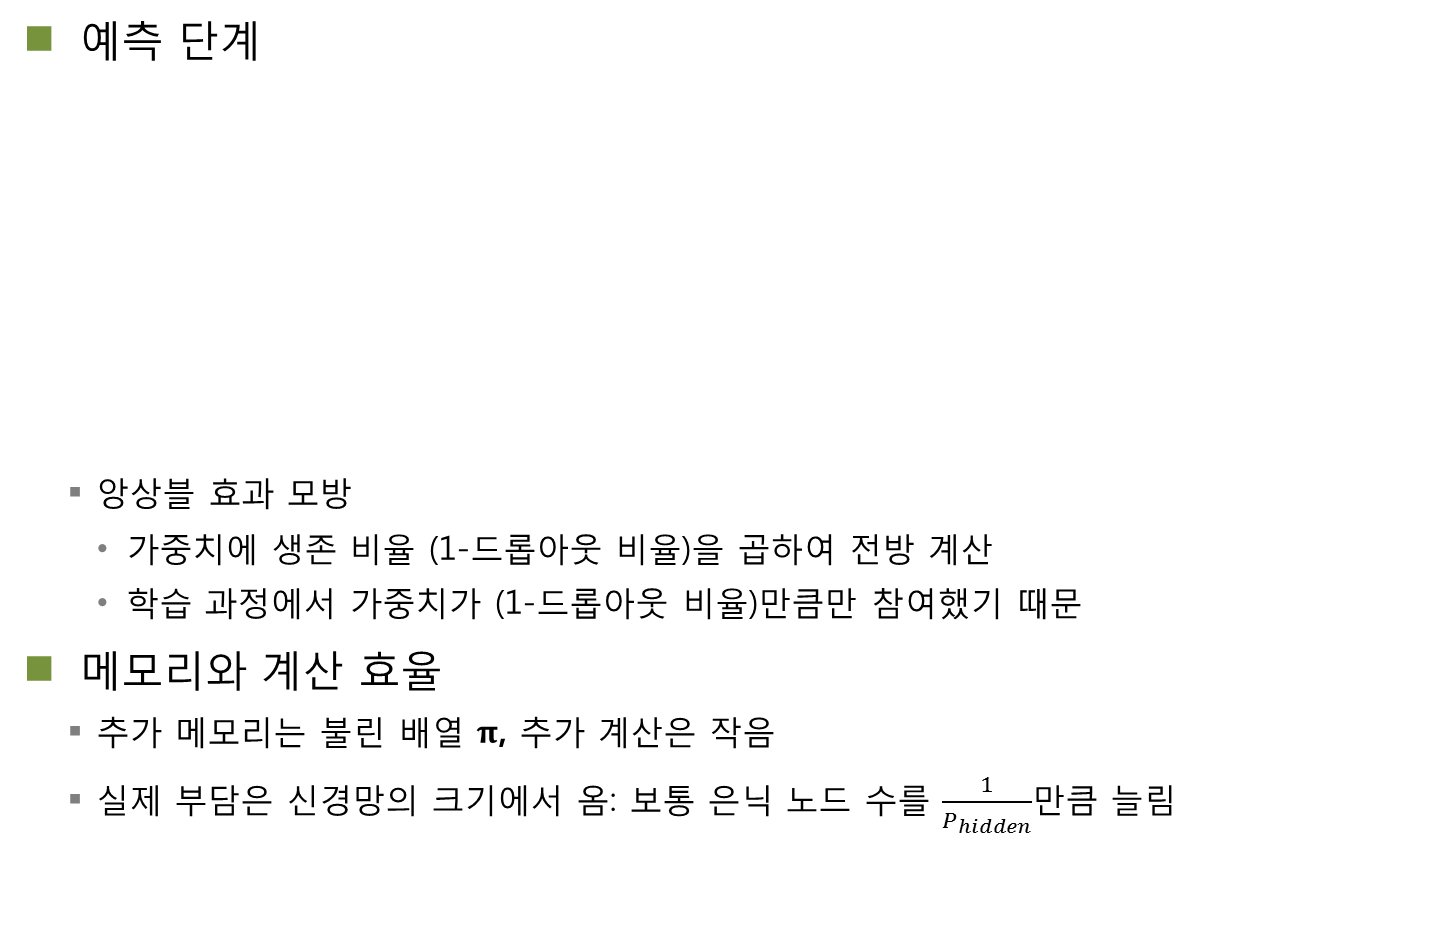 ■ 예측 단계
▪ 앙상블 효과 모방
• 가중치에 생존 비율 (1-드롭아웃 비율)을 곱하여 전방 계산
• 학습 과정에서 가중치가 (1-드롭아웃 비율)만큼만 참여했기 때문
■ 메모리와 계산 효율
▪ 추가 메모리는 불린 배열 π, 추가 계산은 작음
▪ 실제 부담은 신경망의 크기에서 옴: 보통 은닉 노드 수를 1/P_hidden만큼 늘림